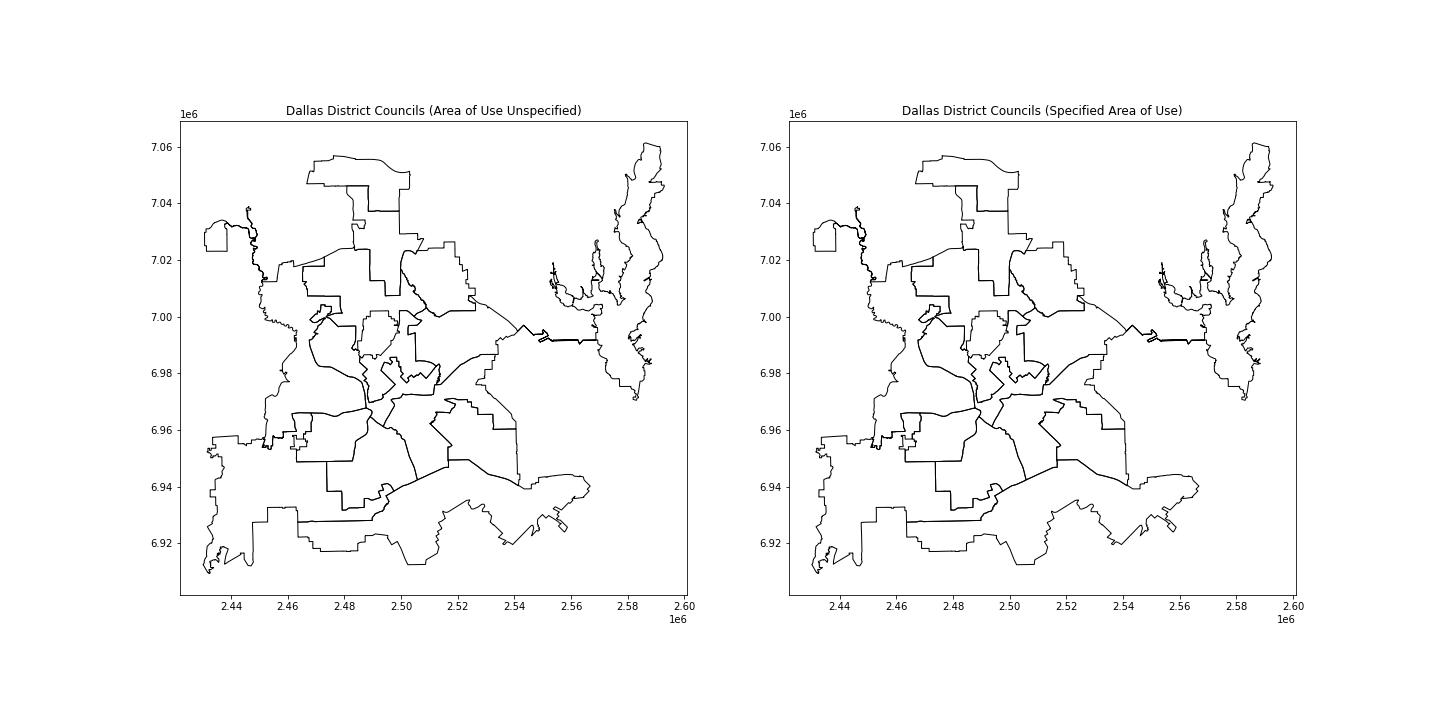 Dallas District Councils (Area of Use Unspecified)
1e6
7.06
7.04
7.02
7.00
6.98
6.96
6.94
6.92
2.44 2.46 2.48 2.50 2.52 2.54 2.56 2.58 2.60
1e6
Dallas District Councils (Specified Area of Use)
1e6
7.06
7.04
7.02
7.00
6.98
6.96
6.94
6.92
2.44 2.46 2.48 2.50 2.52 2.54 2.56 2.58 2.60
1e6